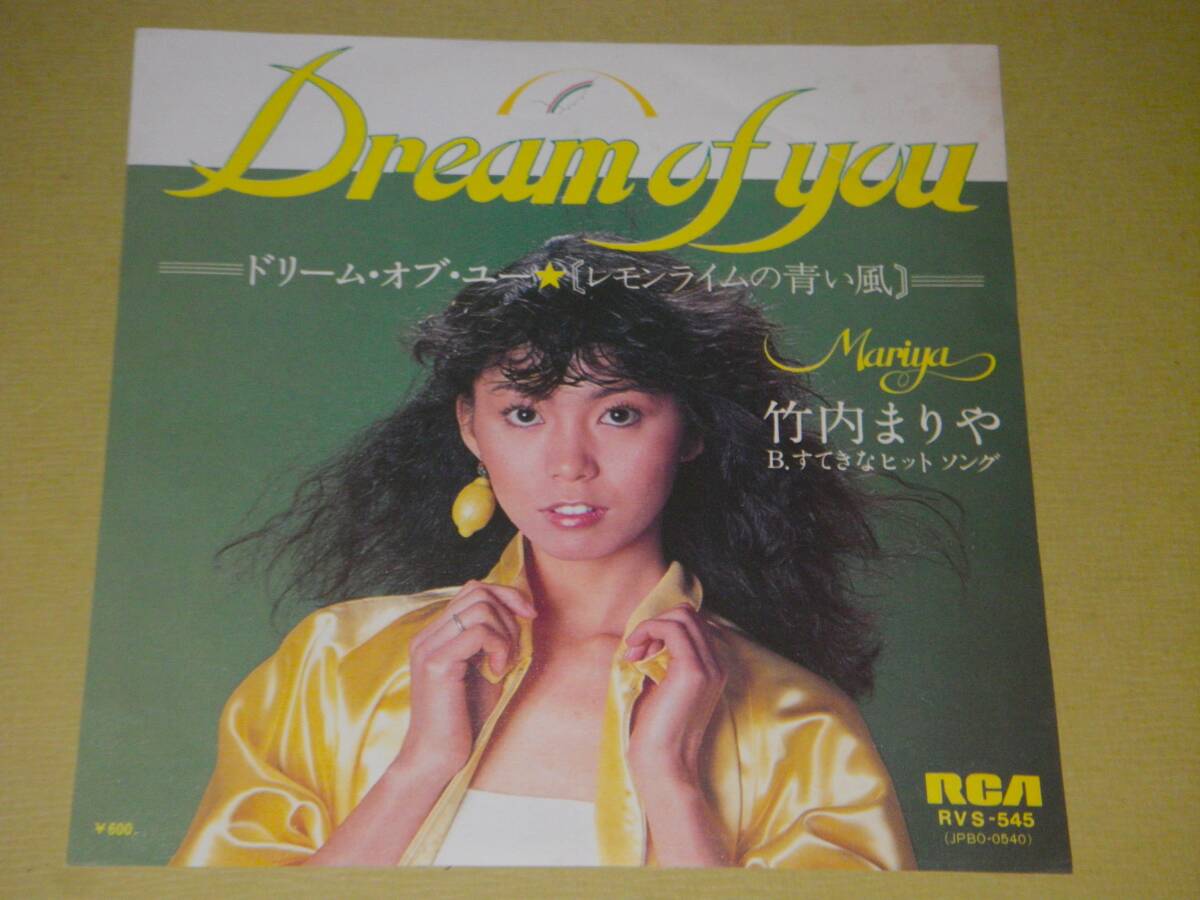 Dream of you
ドリーム・オブ・ユー★〘レモンライムの青い風〙
Mariya
竹内まりや
B.すてきなヒットソング
RCA
RVS-545
(JPBO-0540)
¥600